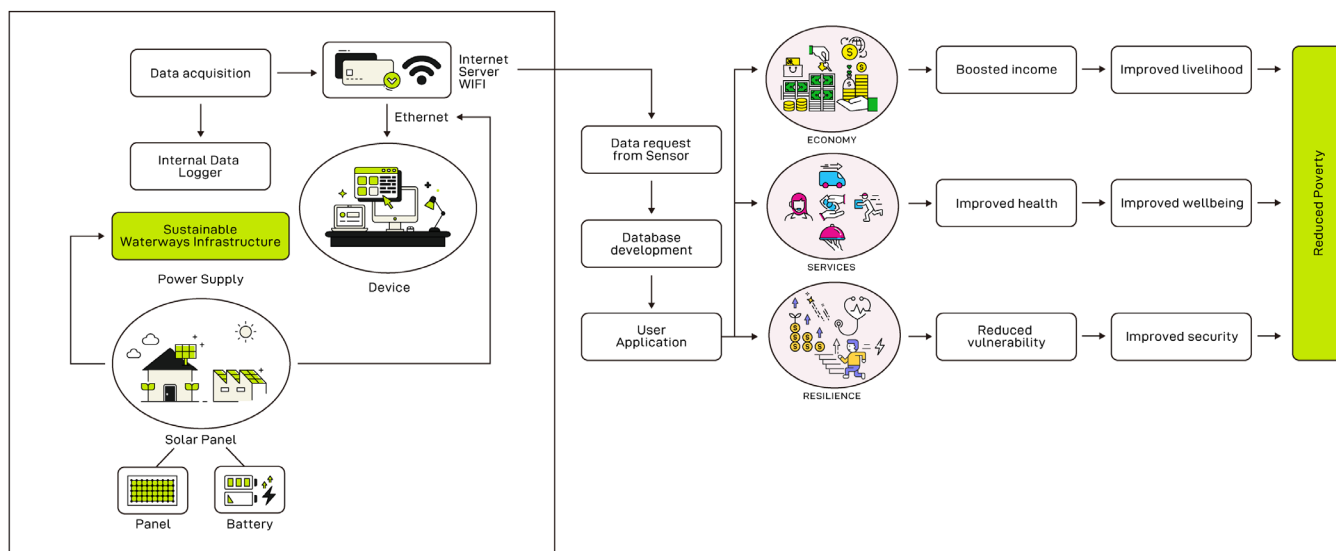 Data acquisition
Internet
Server
WIFI
Ethernet
Internal Data
Logger
Sustainable
Waterways Infrastructure
Power Supply
Device
Solar Panel
Panel
Battery
Data request
from Sensor
Database
development
User
Application
ECONOMY
Boosted income
Improved livelihood
SERVICES
Improved health
Improved wellbeing
RESILIENCE
Reduced
vulnerability
Improved security
Reduced Poverty